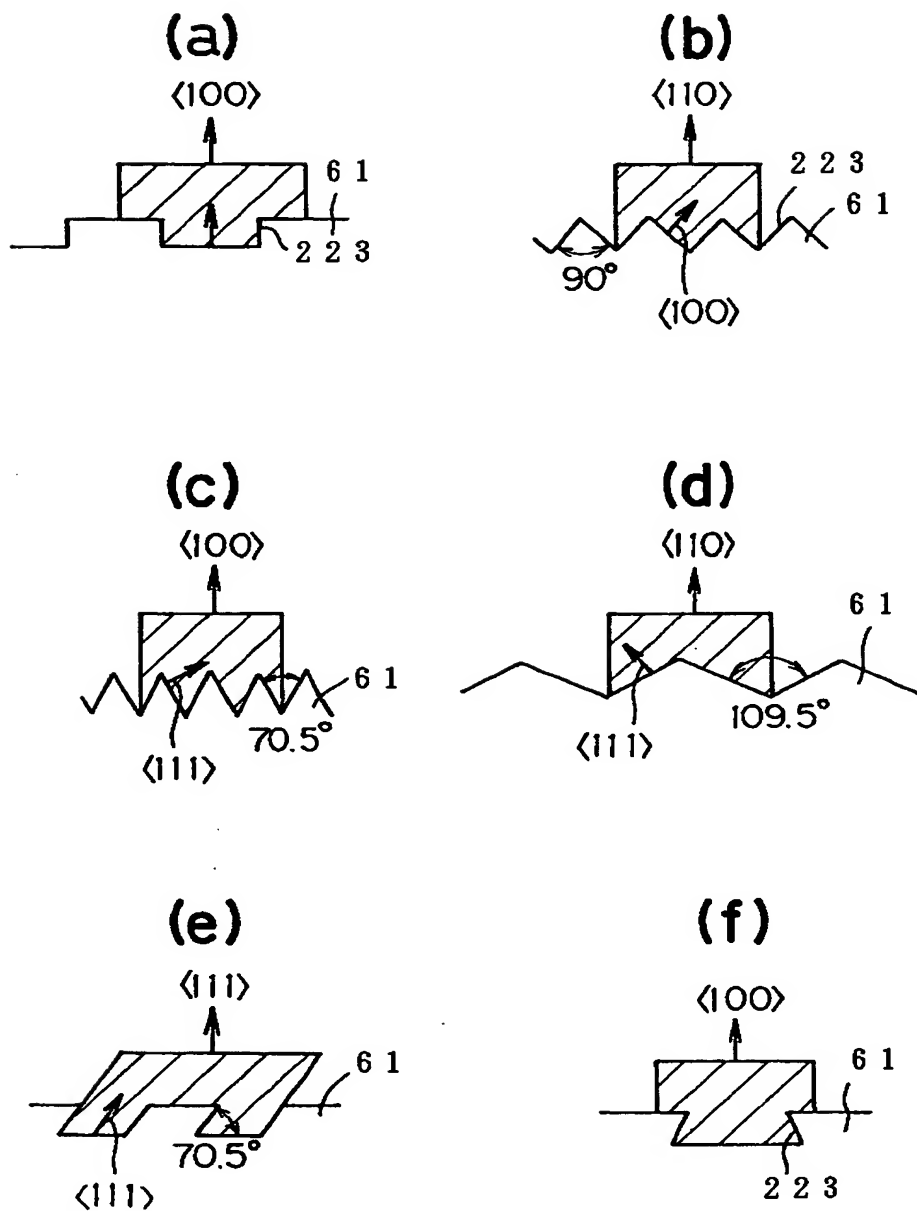 (a)
⟨100⟩
6 1
2 2 3
(b)
⟨110⟩
2 2 3
6 1
90°
⟨100⟩
(c)
⟨100⟩
6 1
70.5°
⟨111⟩
(d)
⟨110⟩
6 1
109.5°
⟨111⟩
(e)
⟨111⟩
6 1
70.5°
⟨111⟩
(f)
⟨100⟩
6 1
2 2 3